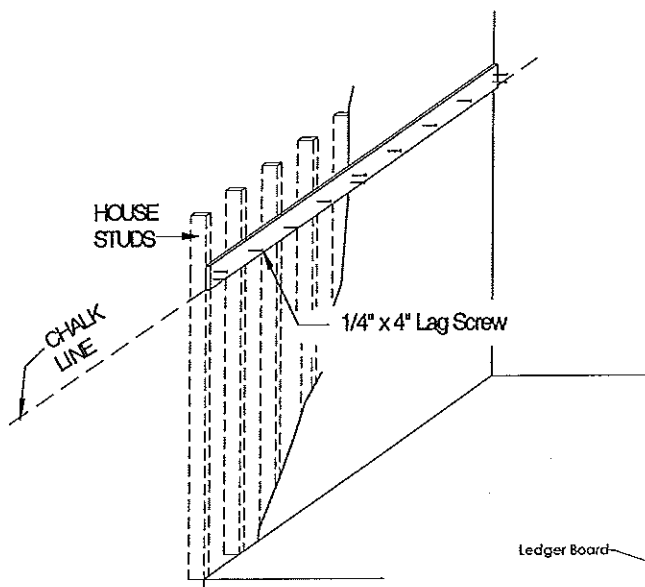 HOUSE
STUDS
1/4" x 4" Lag Screw
CHALK
LINE
Ledger Board